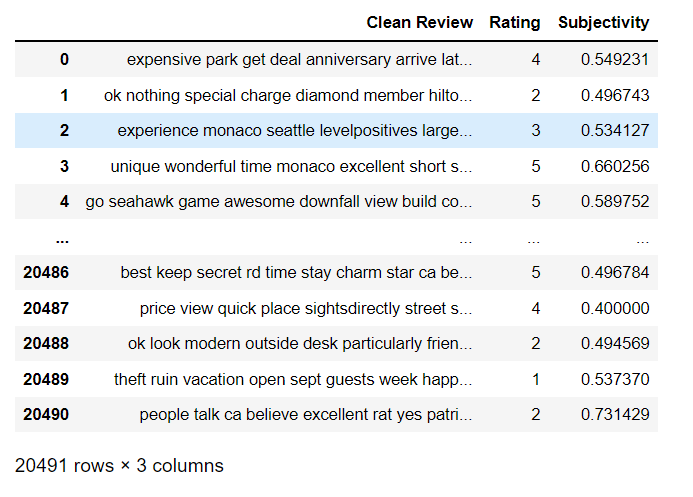 Clean Review Rating Subjectivity
0 expensive park get deal anniversary arrive lat... 4 0.549231
1 ok nothing special charge diamond member hilto... 2 0.496743
2 experience monaco seattle levelpositives large... 3 0.534127
3 unique wonderful time monaco excellent short s... 5 0.660256
4 go seahawk game awesome downfall view build co... 5 0.589752
... ... ... ...
20486 best keep secret rd time stay charm star ca be... 5 0.496784
20487 price view quick place sightsdirectly street s... 4 0.400000
20488 ok look modern outside desk particularly frien... 2 0.494569
20489 theft ruin vacation open sept guests week happ... 1 0.537370
20490 people talk ca believe excellent rat yes patri... 2 0.731429
20491 rows × 3 columns